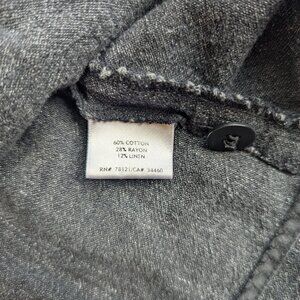 60% COTTON
28% RAYON
12% LINEN
RN# 78121/CA# 34460